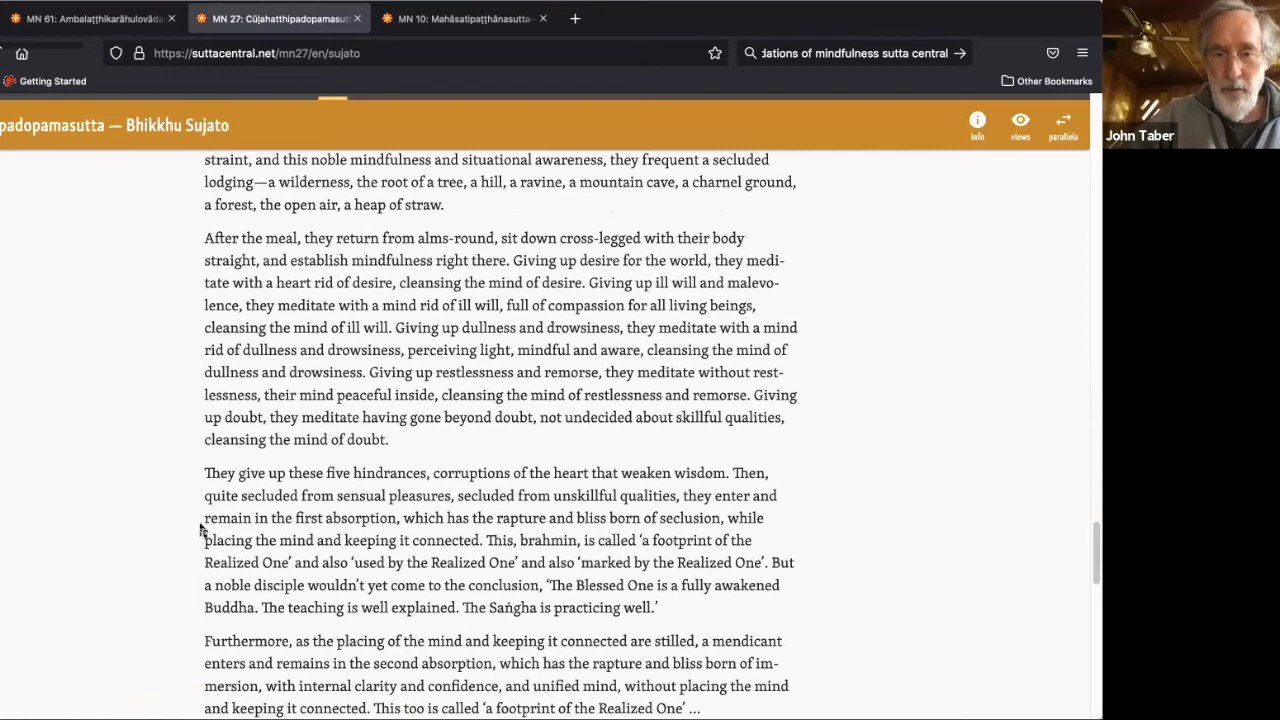 MN 61: Ambalaṭṭhikarāhulovāda
MN 27: Cūḷahatthipadopamasutt
MN 10: Mahāsatipaṭṭhānasutta—
https://suttacentral.net/mn27/en/sujato
dations of mindfulness sutta central
Getting Started
Other Bookmarks
padopamasutta — Bhikkhu Sujato
info
views
parallels
John Taber
straint, and this noble mindfulness and situational awareness, they frequent a secluded
lodging—a wilderness, the root of a tree, a hill, a ravine, a mountain cave, a charnel ground,
a forest, the open air, a heap of straw.
After the meal, they return from alms-round, sit down cross-legged with their body
straight, and establish mindfulness right there. Giving up desire for the world, they medi-
tate with a heart rid of desire, cleansing the mind of desire. Giving up ill will and malevo-
lence, they meditate with a mind rid of ill will, full of compassion for all living beings,
cleansing the mind of ill will. Giving up dullness and drowsiness, they meditate with a mind
rid of dullness and drowsiness, perceiving light, mindful and aware, cleansing the mind of
dullness and drowsiness. Giving up restlessness and remorse, they meditate without rest-
lessness, their mind peaceful inside, cleansing the mind of restlessness and remorse. Giving
up doubt, they meditate having gone beyond doubt, not undecided about skillful qualities,
cleansing the mind of doubt.
They give up these five hindrances, corruptions of the heart that weaken wisdom. Then,
quite secluded from sensual pleasures, secluded from unskillful qualities, they enter and
remain in the first absorption, which has the rapture and bliss born of seclusion, while
placing the mind and keeping it connected. This, brahmin, is called ‘a footprint of the
Realized One’ and also ‘used by the Realized One’ and also ‘marked by the Realized One’. But
a noble disciple wouldn’t yet come to the conclusion, ‘The Blessed One is a fully awakened
Buddha. The teaching is well explained. The Saṅgha is practicing well.’
Furthermore, as the placing of the mind and keeping it connected are stilled, a mendicant
enters and remains in the second absorption, which has the rapture and bliss born of im-
mersion, with internal clarity and confidence, and unified mind, without placing the mind
and keeping it connected. This too is called ‘a footprint of the Realized One’ …